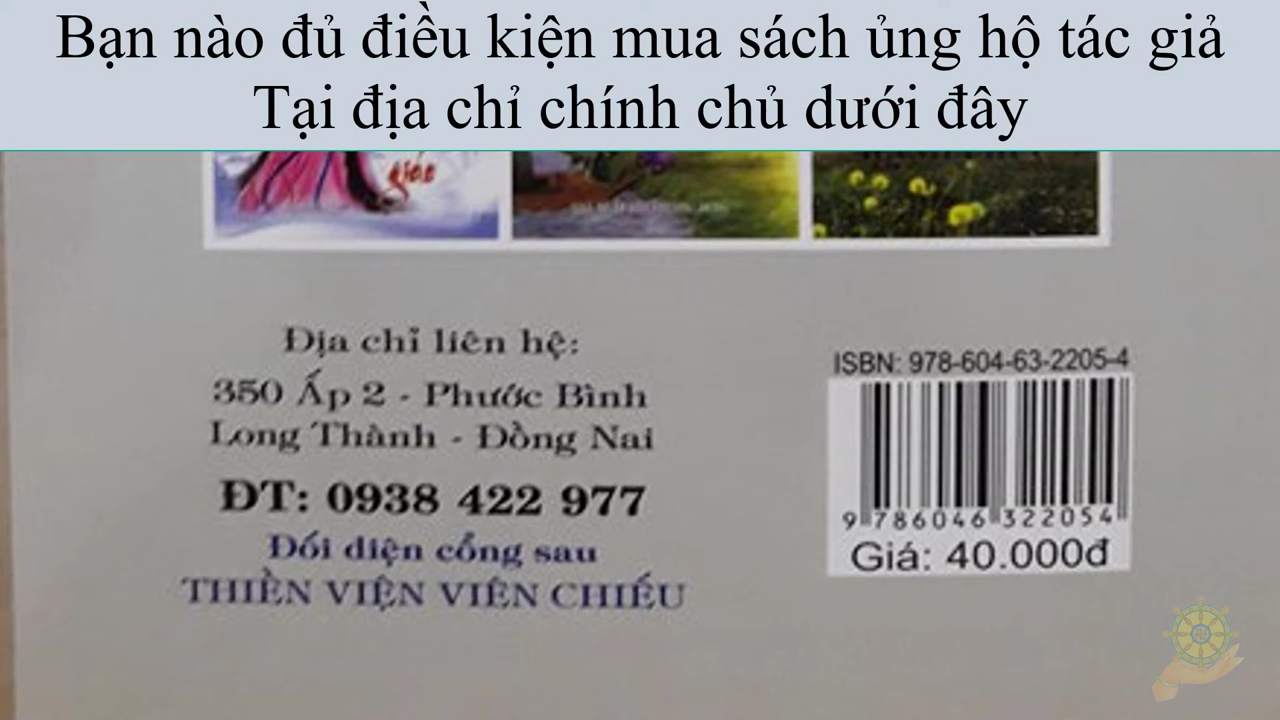 Bạn nào đủ điều kiện mua sách ủng hộ tác giả
Tại địa chỉ chính chủ dưới đây
giác
Địa chỉ liên hệ:
350 Ấp 2 - Phước Bình
Long Thành - Đồng Nai
ĐT: 0938 422 977
Đối diện cổng sau
THIỀN VIỆN VIÊN CHIẾU
ISBN: 978-604-63-2205-4
9 786046 322054
Giá: 40.000đ